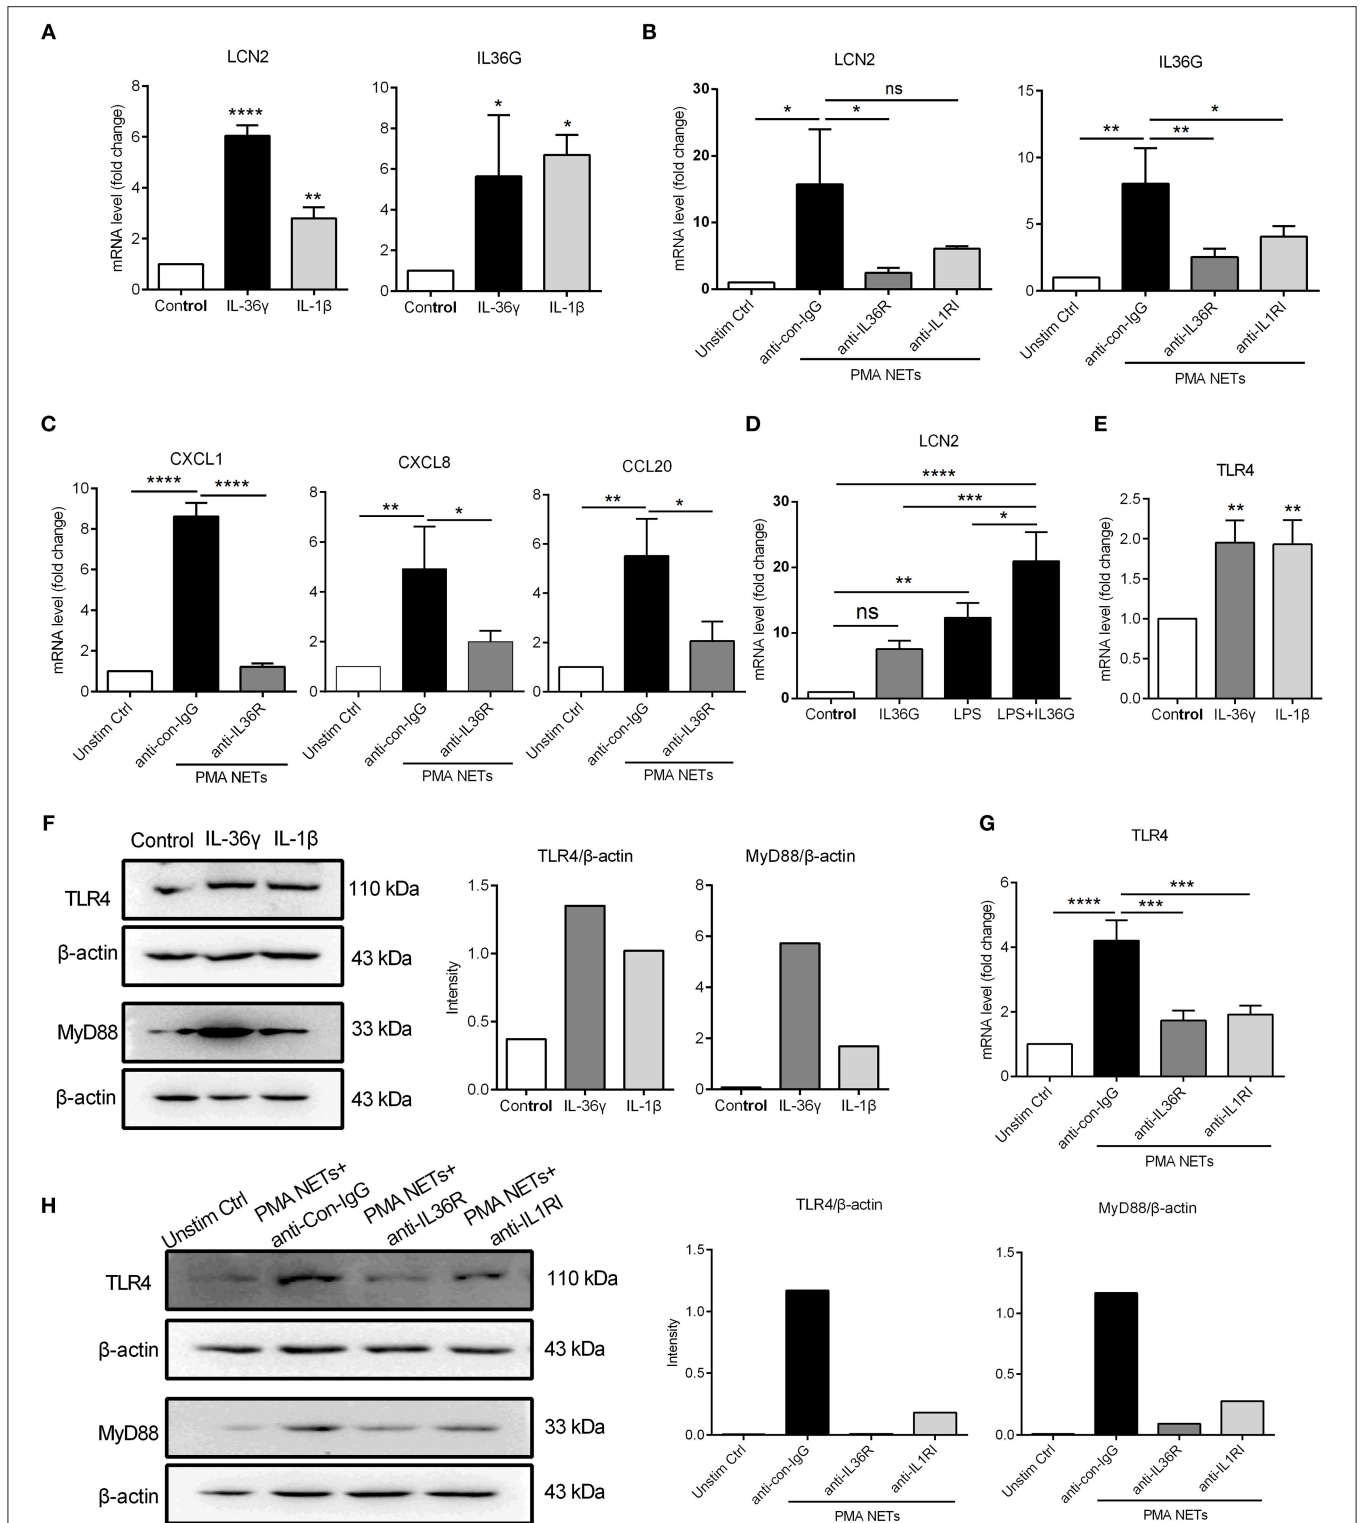 A
LCN2
mRNA level (fold change)
8
6
4
2
0
****
**
Control IL-36γ IL-1β
IL36G
10
8
6
4
2
0
*
*
Control IL-36γ IL-1β
B
LCN2
mRNA level (fold change)
30
20
10
0
*
*
ns
Unstim Ctrl
anti-con-IgG
anti-IL36R
anti-IL1RI
PMA NETs
IL36G
15
10
5
0
**
**
*
Unstim Ctrl
anti-con-IgG
anti-IL36R
anti-IL1RI
PMA NETs
C
CXCL1
mRNA level (fold change)
10
8
6
4
2
0
****
****
Unstim Ctrl
anti-con-IgG
anti-IL36R
PMA NETs
CXCL8
8
6
4
2
0
**
*
Unstim Ctrl
anti-con-IgG
anti-IL36R
PMA NETs
CCL20
8
6
4
2
0
**
*
Unstim Ctrl
anti-con-IgG
anti-IL36R
PMA NETs
D
LCN2
mRNA level (fold change)
30
20
10
0
****
***
*
**
ns
Control IL36G LPS LPS+IL36G
E
TLR4
mRNA level (fold change)
2.5
2.0
1.5
1.0
0.5
0.0
**
**
Control IL-36γ IL-1β
F
Control IL-36γ IL-1β
TLR4 110 kDa
β-actin 43 kDa
MyD88 33 kDa
β-actin 43 kDa
TLR4/β-actin
Intensity
1.5
1.0
0.5
0.0
Control IL-36γ IL-1β
MyD88/β-actin
8
6
4
2
0
Control IL-36γ IL-1β
G
TLR4
mRNA level (fold change)
6
4
2
0
****
***
***
Unstim Ctrl
anti-con-IgG
anti-IL36R
anti-IL1RI
PMA NETs
H
Unstim Ctrl
PMA NETs+
anti-Con-IgG
PMA NETs+
anti-IL36R
PMA NETs+
anti-IL1RI
TLR4 110 kDa
β-actin 43 kDa
MyD88 33 kDa
β-actin 43 kDa
TLR4/β-actin
Intensity
1.5
1.0
0.5
0.0
Unstim Ctrl
anti-con-IgG
anti-IL36R
anti-IL1RI
PMA NETs
MyD88/β-actin
1.5
1.0
0.5
0.0
Unstim Ctrl
anti-con-IgG
anti-IL36R
anti-IL1RI
PMA NETs